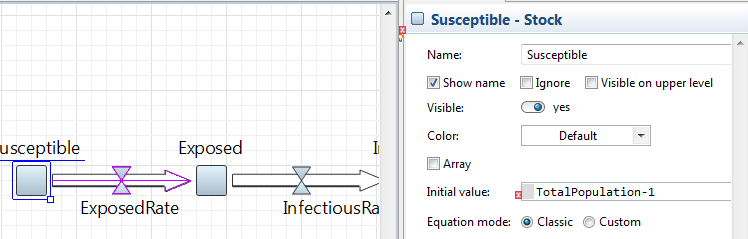 usceptible
Exposed
ExposedRate
InfectiousRa
Susceptible - Stock
Name: Susceptible
Show name Ignore Visible on upper level
Visible: yes
Color: Default
Array
Initial value: TotalPopulation-1
Equation mode: Classic Custom